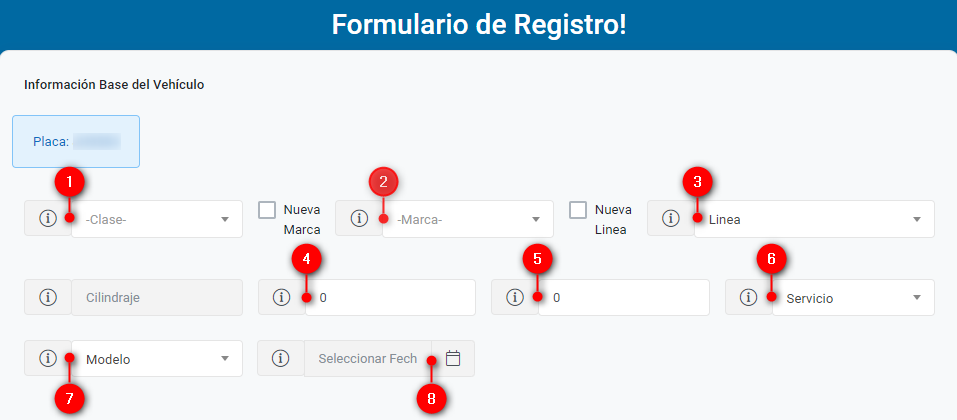 Formulario de Registro!
Información Base del Vehículo
Placa:
1
2
3
-Clase-
Nueva
Marca
-Marca-
Nueva
Linea
Linea
4
5
6
Cilindraje
0
0
Servicio
Modelo
Seleccionar Fech
7
8